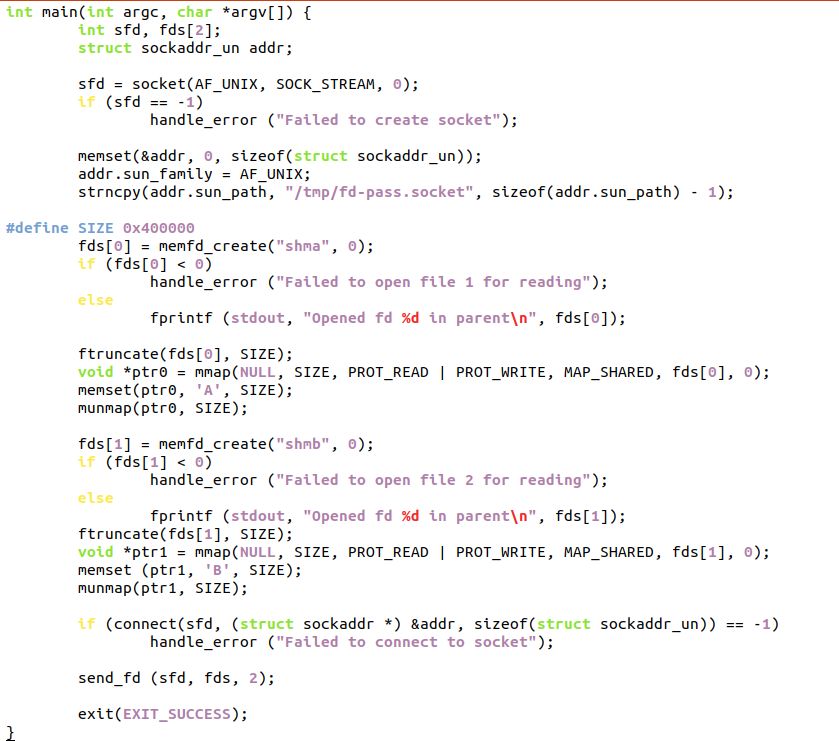 int main(int argc, char *argv[]) {
        int sfd, fds[2];
        struct sockaddr_un addr;

        sfd = socket(AF_UNIX, SOCK_STREAM, 0);
        if (sfd == -1)
                handle_error ("Failed to create socket");

        memset(&addr, 0, sizeof(struct sockaddr_un));
        addr.sun_family = AF_UNIX;
        strncpy(addr.sun_path, "/tmp/fd-pass.socket", sizeof(addr.sun_path) - 1);

#define SIZE 0x400000
        fds[0] = memfd_create("shma", 0);
        if (fds[0] < 0)
                handle_error ("Failed to open file 1 for reading");
        else
                fprintf (stdout, "Opened fd %d in parent\n", fds[0]);

        ftruncate(fds[0], SIZE);
        void *ptr0 = mmap(NULL, SIZE, PROT_READ | PROT_WRITE, MAP_SHARED, fds[0], 0);
        memset(ptr0, 'A', SIZE);
        munmap(ptr0, SIZE);

        fds[1] = memfd_create("shmb", 0);
        if (fds[1] < 0)
                handle_error ("Failed to open file 2 for reading");
        else
                fprintf (stdout, "Opened fd %d in parent\n", fds[1]);
        ftruncate(fds[1], SIZE);
        void *ptr1 = mmap(NULL, SIZE, PROT_READ | PROT_WRITE, MAP_SHARED, fds[1], 0);
        memset (ptr1, 'B', SIZE);
        munmap(ptr1, SIZE);

        if (connect(sfd, (struct sockaddr *) &addr, sizeof(struct sockaddr_un)) == -1)
                handle_error ("Failed to connect to socket");

        send_fd (sfd, fds, 2);

        exit(EXIT_SUCCESS);
}